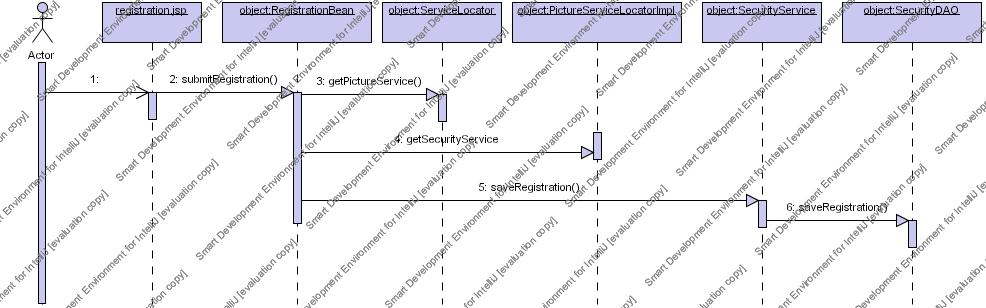 registration.jsp
object:RegistrationBean
object:ServiceLocator
object:PictureServiceLocatorImpl
object:SecurityService
object:SecurityDAO
Actor
1:
2: submitRegistration()
3: getPictureService()
4: getSecurityService
5: saveRegistration()
6: saveRegistration()
Smart Development Environment for IntelliJ [evaluation copy]